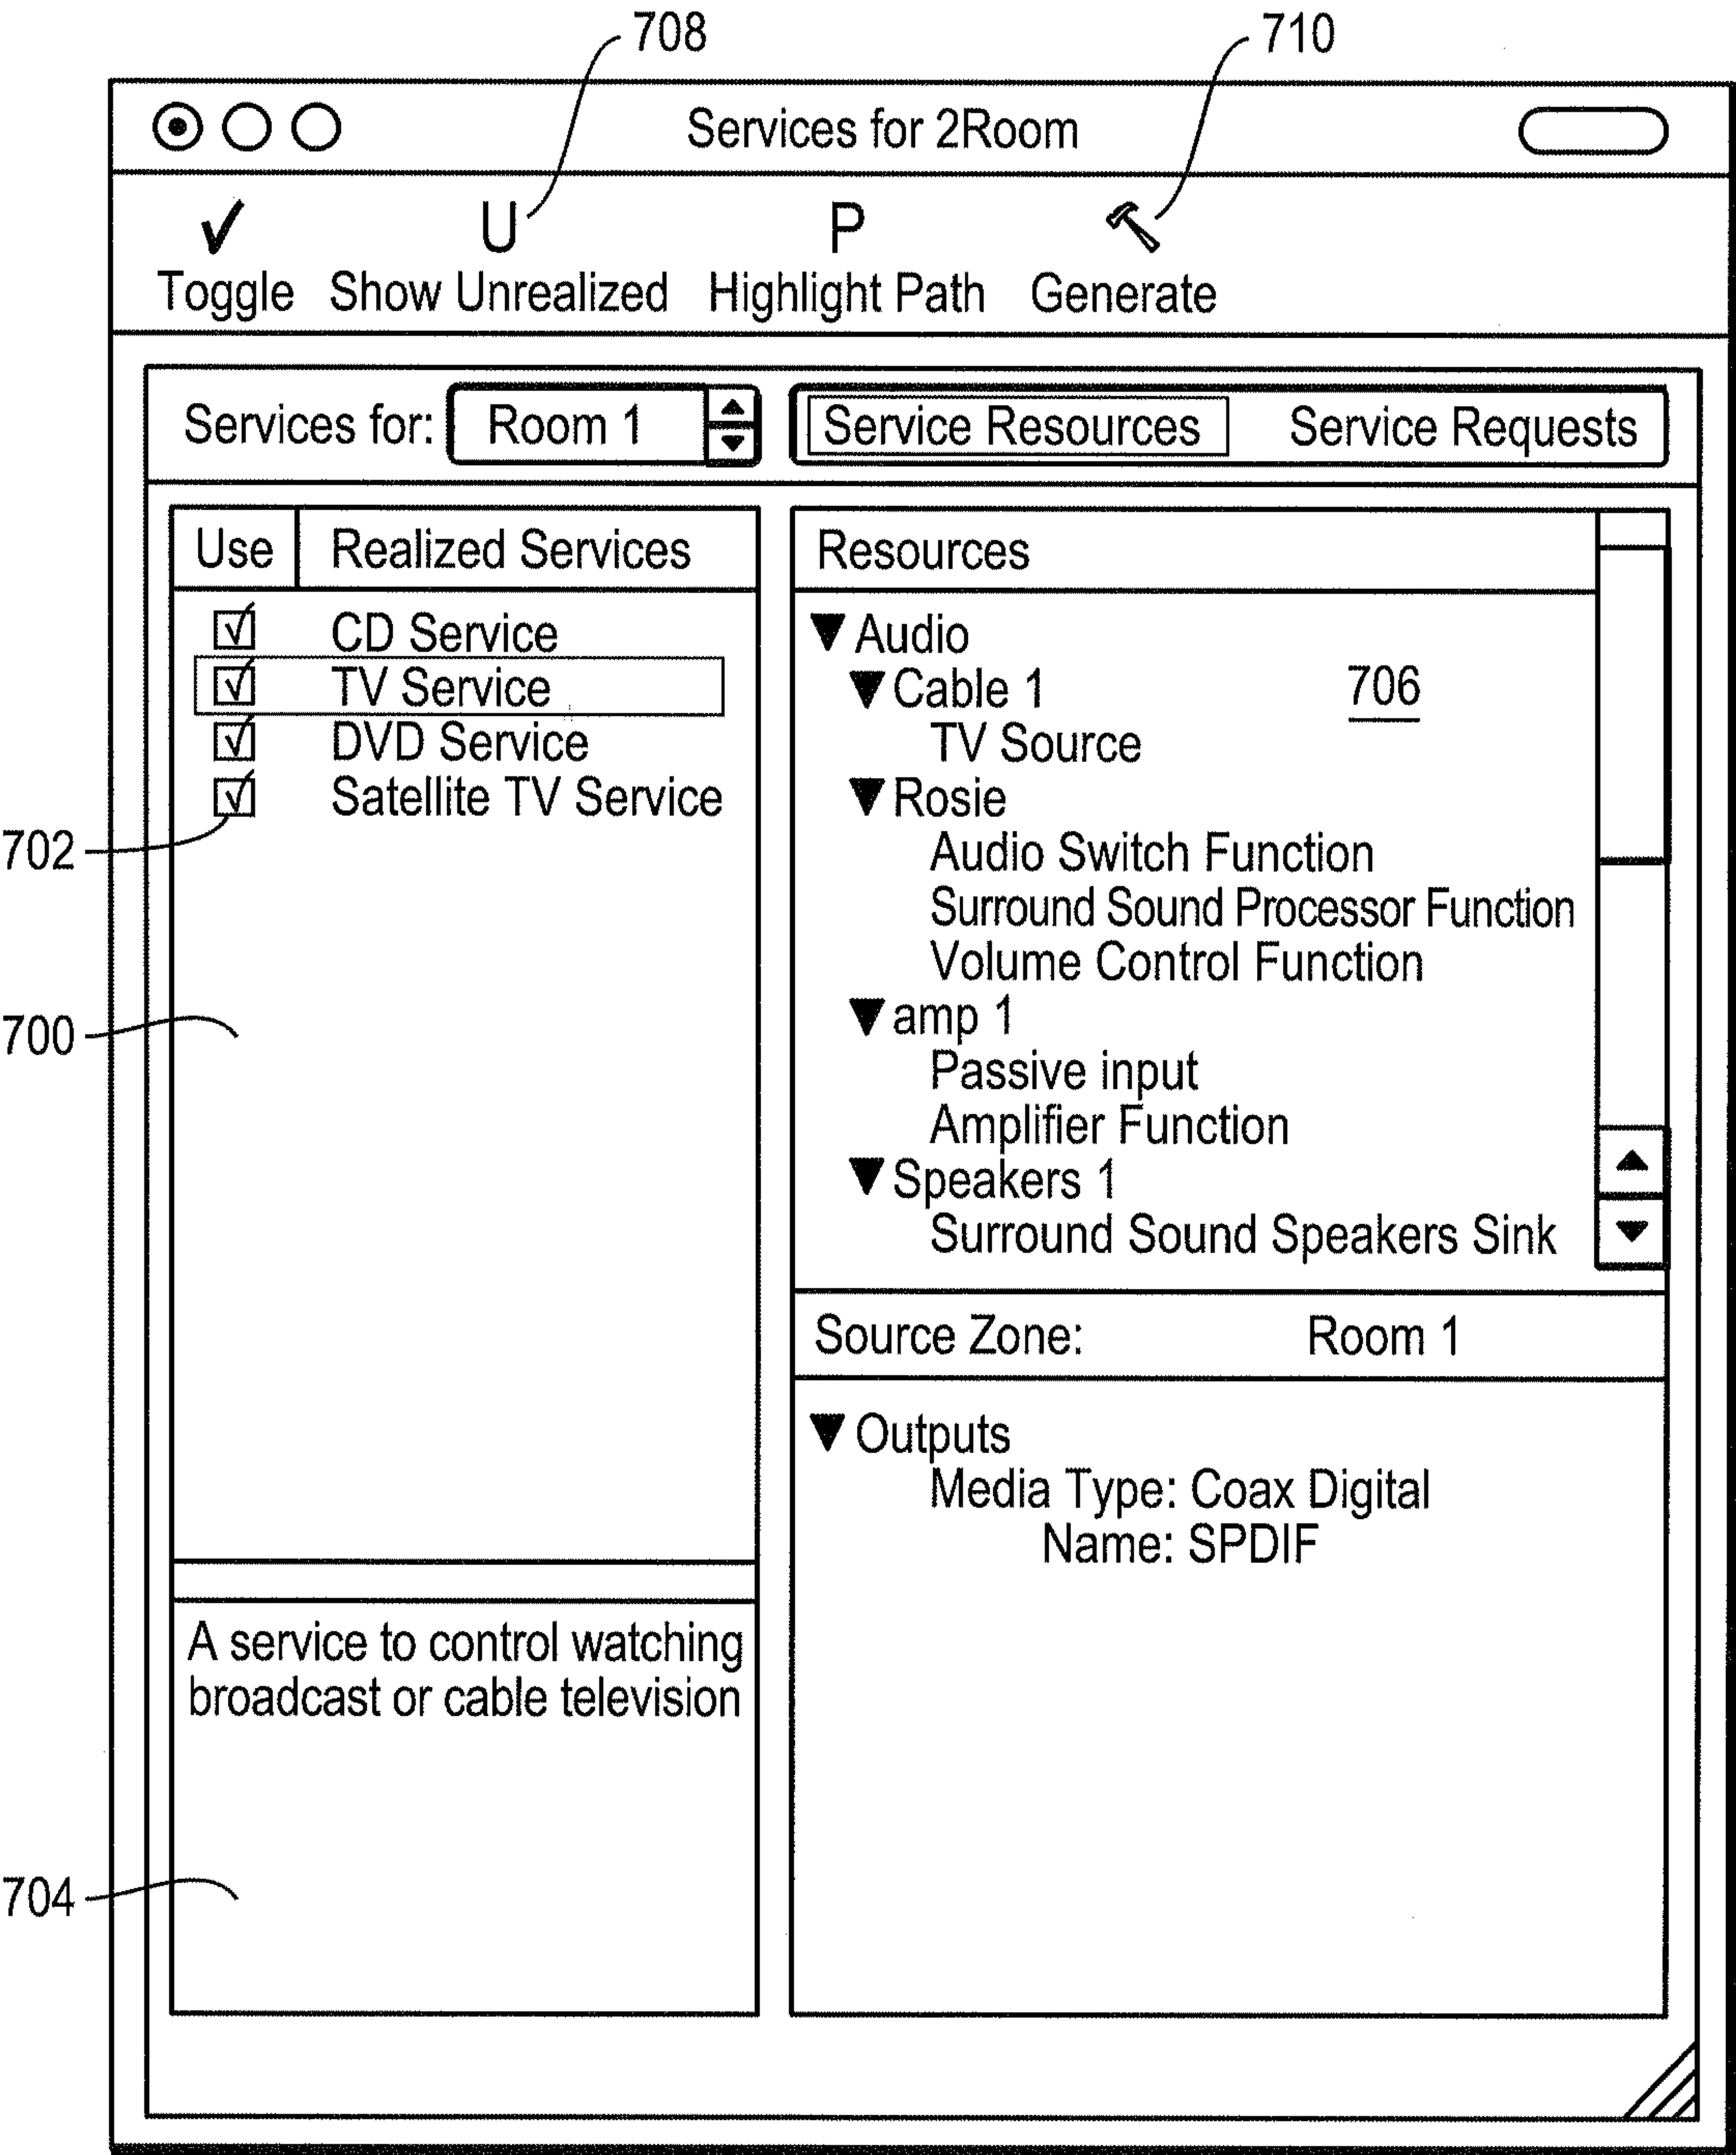 708
710
Services for 2Room
U
P
Toggle
Show Unrealized
Highlight Path
Generate
Services for:
Room 1
Service Resources
Service Requests
Use
Realized Services
CD Service
TV Service
DVD Service
Satellite TV Service
702
700
A service to control watching
broadcast or cable television
704
Resources
Audio
Cable 1
706
TV Source
Rosie
Audio Switch Function
Surround Sound Processor Function
Volume Control Function
amp 1
Passive input
Amplifier Function
Speakers 1
Surround Sound Speakers Sink
Source Zone:
Room 1
Outputs
Media Type: Coax Digital
Name: SPDIF